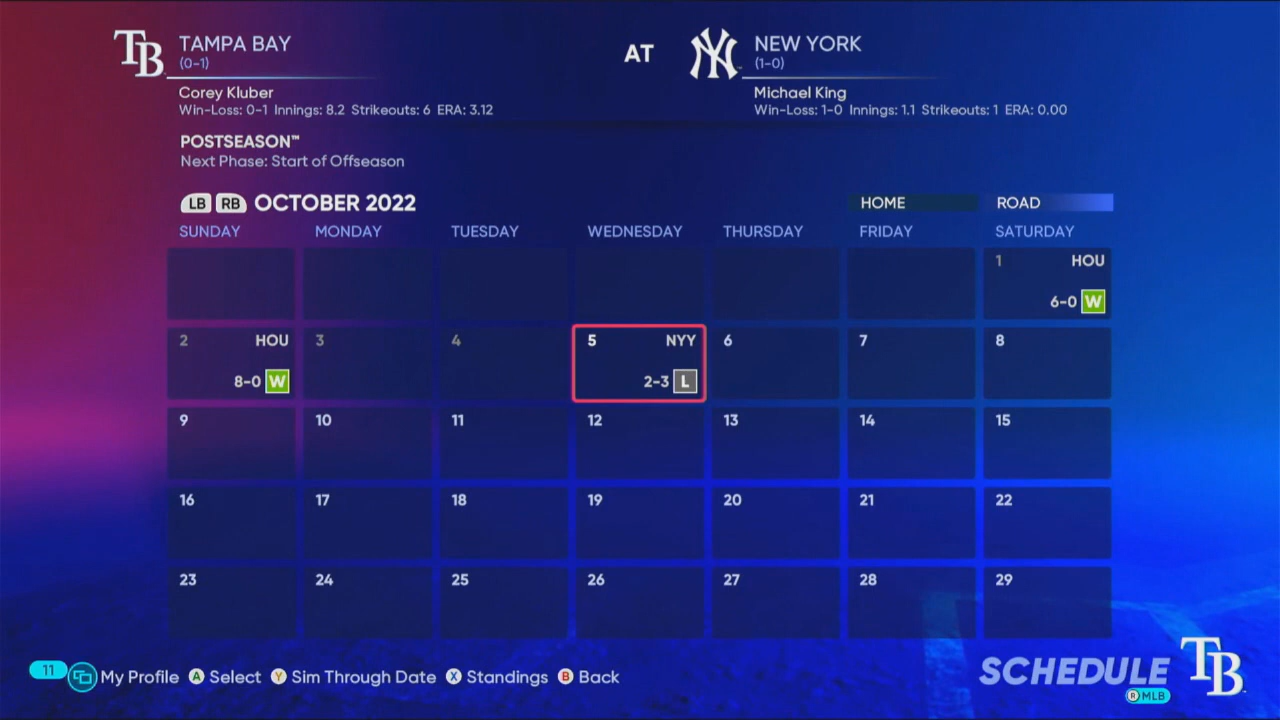 TB TAMPA BAY
(0-1)
AT
NY NEW YORK
(1-0)
Corey Kluber
Win-Loss: 0-1 Innings: 8.2 Strikeouts: 6 ERA: 3.12
Michael King
Win-Loss: 1-0 Innings: 1.1 Strikeouts: 1 ERA: 0.00
POSTSEASON™
Next Phase: Start of Offseason
LB RB OCTOBER 2022
HOME ROAD
SUNDAY MONDAY TUESDAY WEDNESDAY THURSDAY FRIDAY SATURDAY
1 HOU
6-0 W
2 HOU 3 4 5 NYY 6 7 8
8-0 W 2-3 L
9 10 11 12 13 14 15
16 17 18 19 20 21 22
23 24 25 26 27 28 29
11 My Profile A Select Y Sim Through Date X Standings B Back
SCHEDULE TB
R MLB